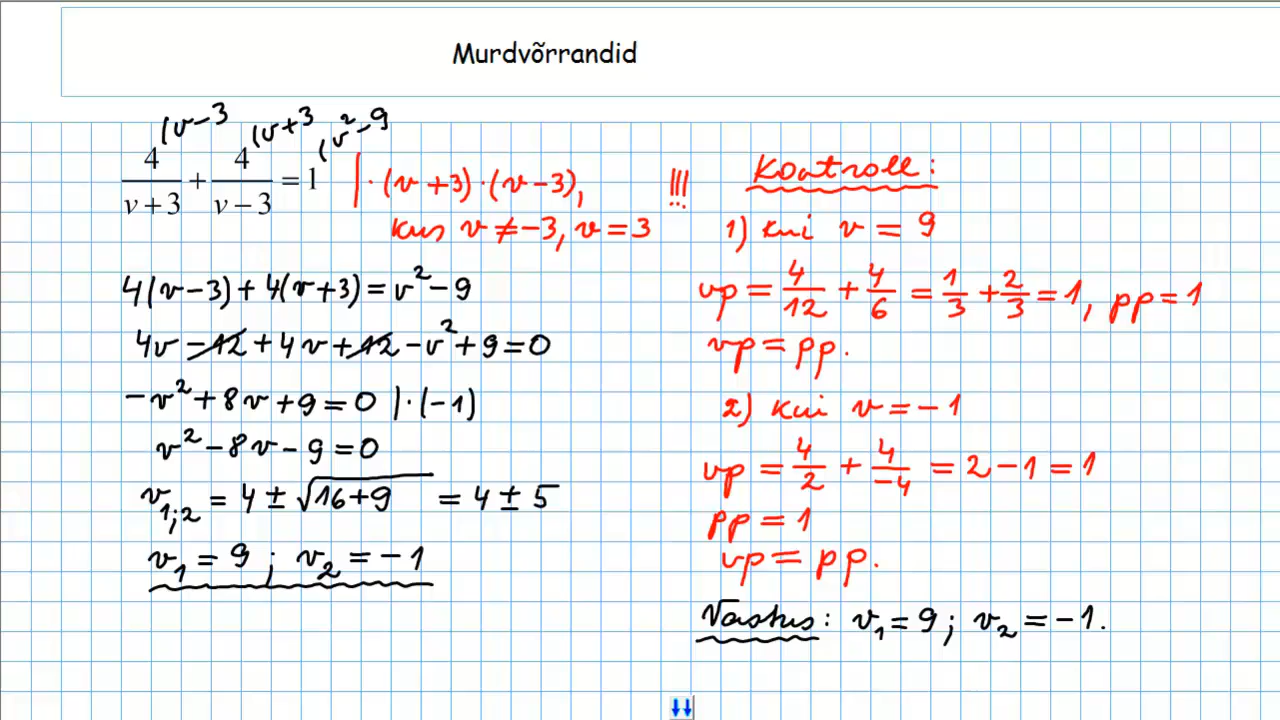 Murdvõrrandid
(v-3 (v+3 (v²-9
4/(v+3) + 4/(v-3) = 1 | ·(v+3)·(v-3), !!!
kus v ≠ -3, v = 3
4(v-3)+4(v+3)=v²-9
4v-12+4v+12-v²+9=0
-v²+8v+9=0 |·(-1)
v²-8v-9=0
v₁;₂ = 4 ± √(16+9) = 4 ± 5
v₁ = 9 ; v₂ = -1
Kontroll:
1) kui v = 9
vp = 4/12 + 4/6 = 1/3 + 2/3 = 1, pp = 1
vp = pp.
2) kui v = -1
vp = 4/2 + 4/-4 = 2 - 1 = 1
pp = 1
vp = pp.
Vastus: v₁ = 9; v₂ = -1.